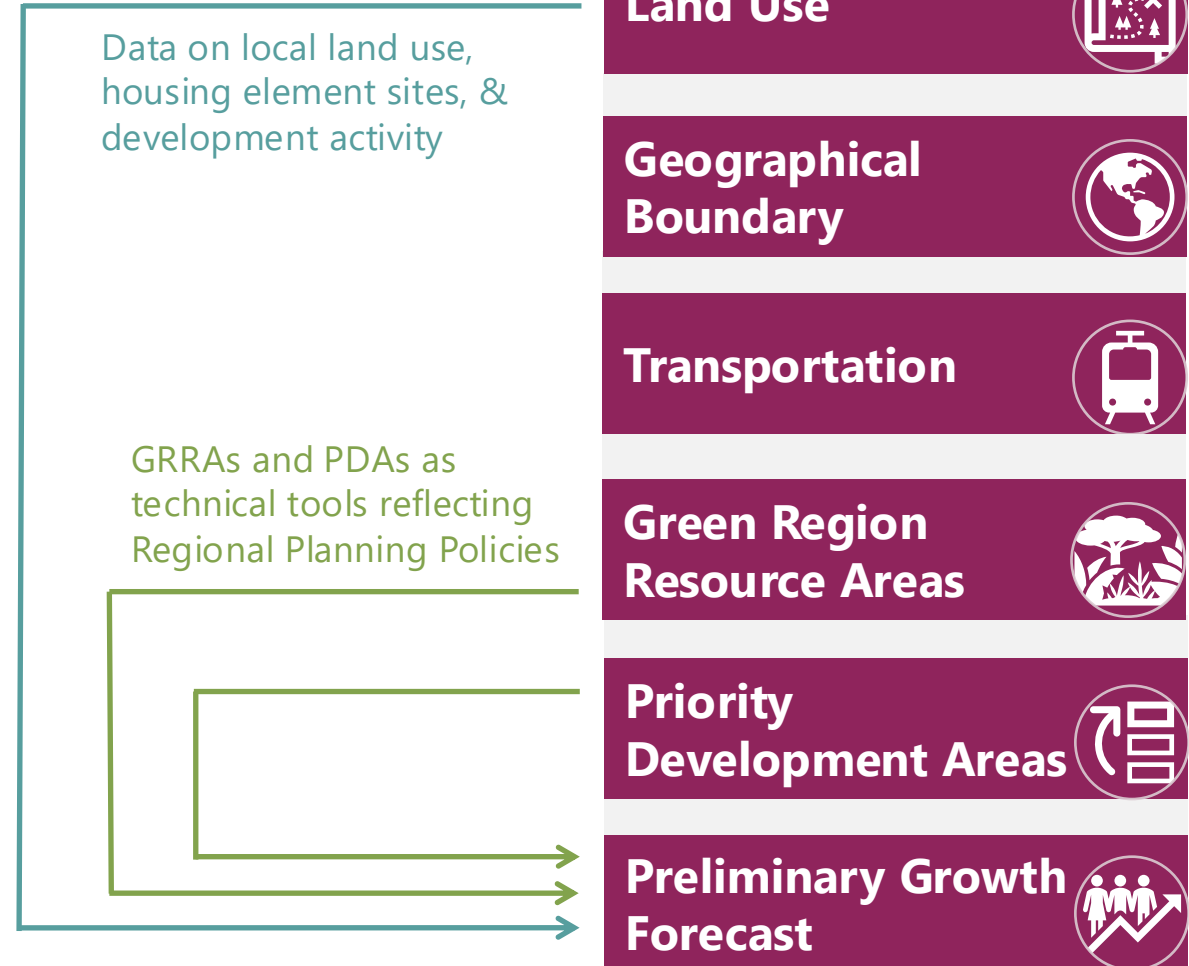 Land Use
Data on local land use,
housing element sites, &
development activity
Geographical
Boundary
Transportation
GRRAs and PDAs as
technical tools reflecting
Regional Planning Policies
Green Region
Resource Areas
Priority
Development Areas
Preliminary Growth
Forecast